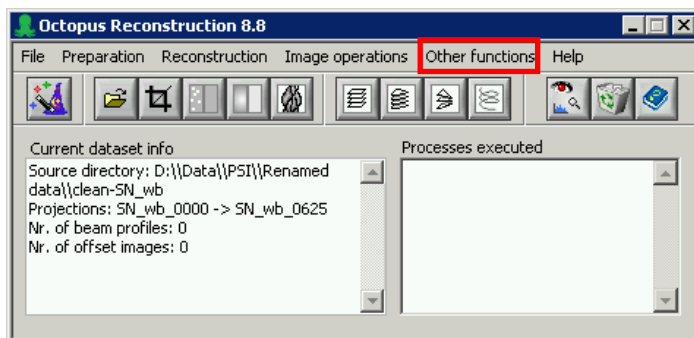 Octopus Reconstruction 8.8
File Preparation Reconstruction Image operations Other functions Help
Current dataset info
Source directory: D:\\Data\\PSI\\Renamed
data\\clean-SN_wb
Projections: SN_wb_0000 -> SN_wb_0625
Nr. of beam profiles: 0
Nr. of offset images: 0
Processes executed